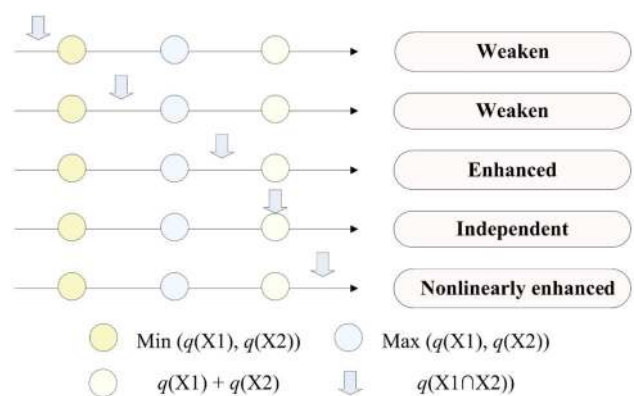 Weaken
Weaken
Enhanced
Independent
Nonlinearly enhanced
Min (q(X1), q(X2)) Max (q(X1), q(X2))
q(X1) + q(X2) q(X1∩X2))